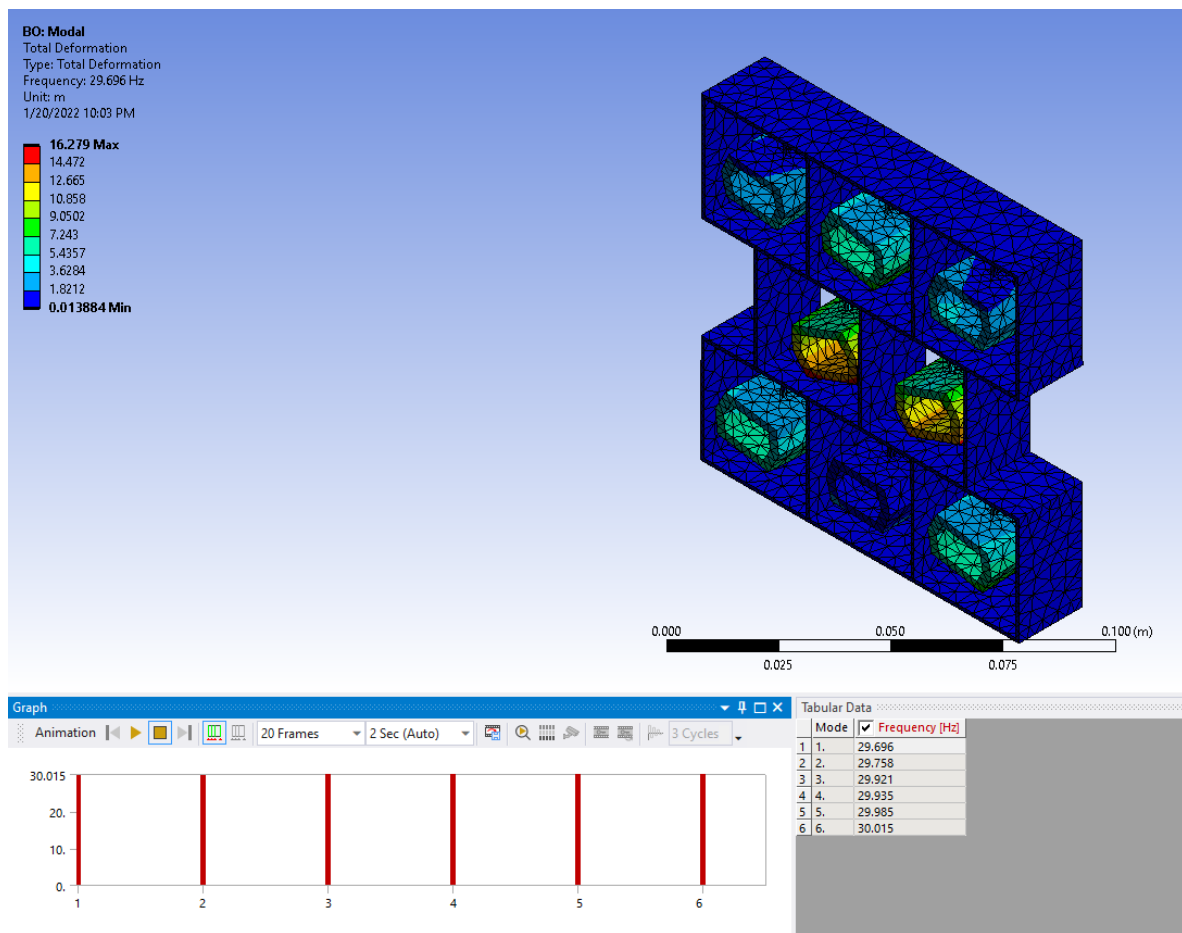 BO: Modal
Total Deformation
Type: Total Deformation
Frequency: 29.696 Hz
Unit: m
1/20/2022 10:03 PM
16.279 Max
14.472
12.665
10.858
9.0502
7.243
5.4357
3.6284
1.8212
0.013884 Min
0.000 0.050 0.100 (m)
0.025 0.075
Graph
Animation 20 Frames 2 Sec (Auto) 3 Cycles
30.015
20.
10.
0.
1 2 3 4 5 6
Tabular Data
Mode Frequency [Hz]
1 1. 29.696
2 2. 29.758
3 3. 29.921
4 4. 29.935
5 5. 29.985
6 6. 30.015